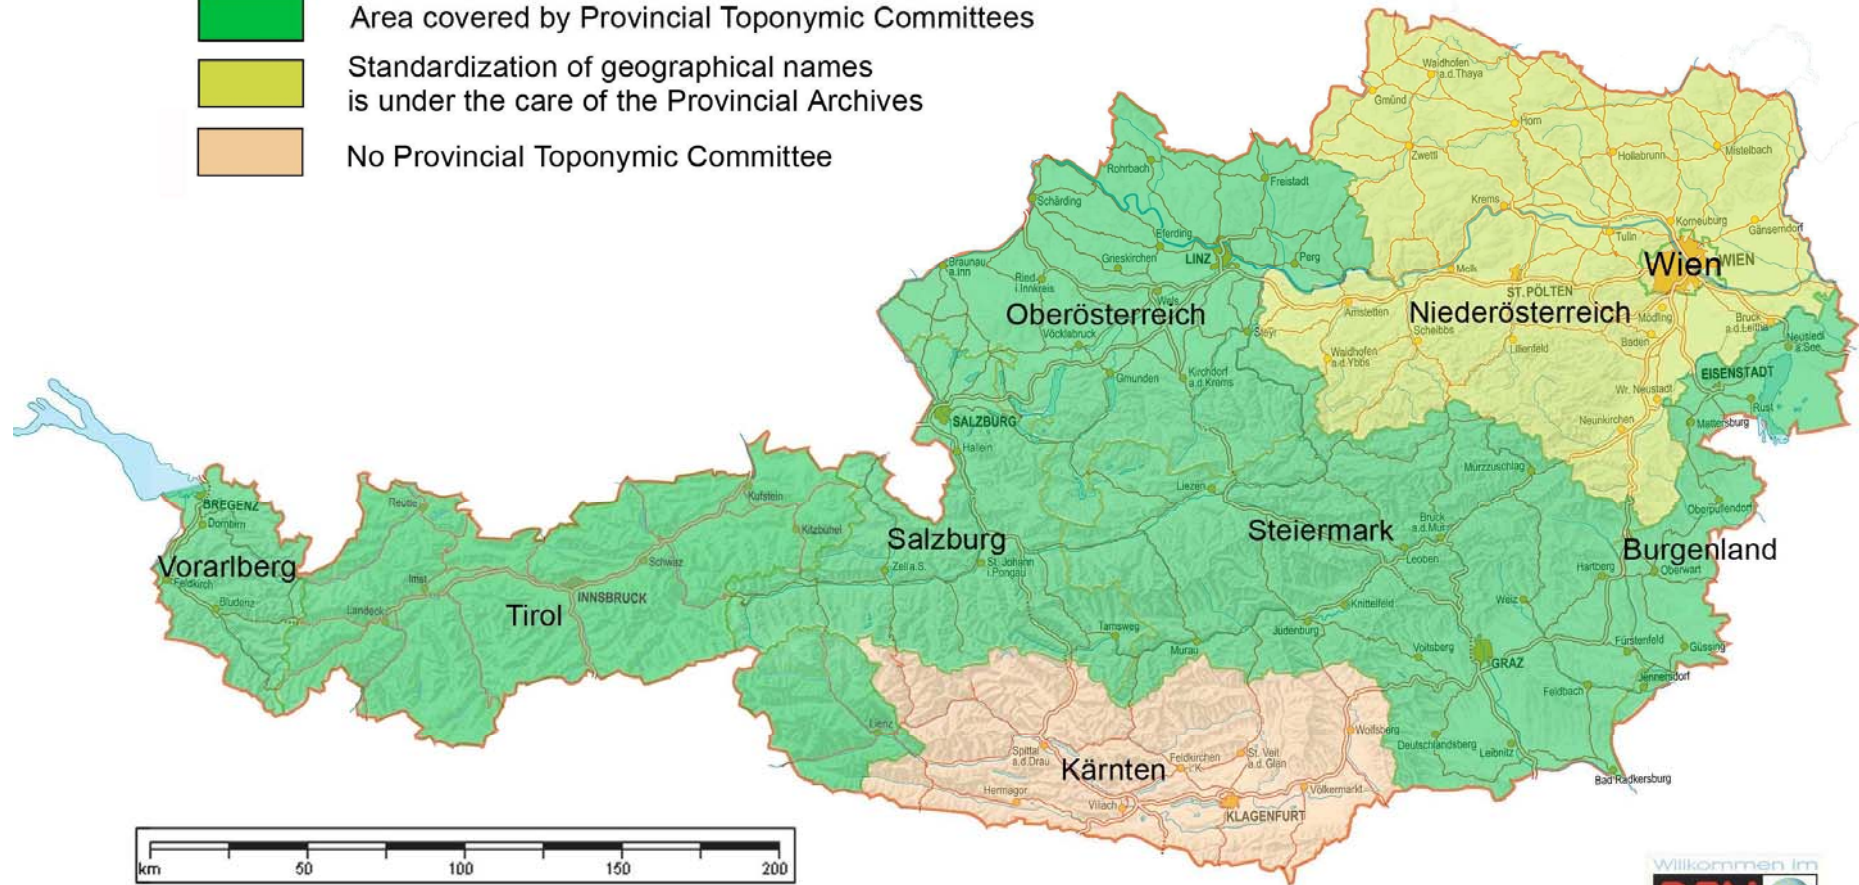 Area covered by Provincial Toponymic Committees
Standardization of geographical names
is under the care of the Provincial Archives
No Provincial Toponymic Committee
Waidhofen
a.d.Thaya
Gmünd
Horn
Zwettl
Hollabrunn
Mistelbach
Rohrbach
Freistadt
Schärding
Krems
Korneuburg
Gänserndorf
Tulln
Eferding
Grieskirchen
LINZ
Perg
Braunau
a.Inn
Ried
i.Innkreis
Melk
Wien
WIEN
ST.PÖLTEN
Wels
Oberösterreich
Amstetten
Niederösterreich
Mödling
Bruck
a.d.Leitha
Vöcklabruck
Steyr
Scheibbs
Lilienfeld
Baden
Neusiedl
a.See
Waidhofen
a.d.Ybbs
Gmunden
Kirchdorf
a.d.Krems
EISENSTADT
Wr. Neustadt
Rust
SALZBURG
Neunkirchen
Mattersburg
Hallein
Mürzzuschlag
Liezen
Kufstein
Reutte
BREGENZ
Dornbirn
Oberpullendorf
Kitzbühel
Salzburg
Steiermark
Bruck
a.d.Mur
Burgenland
Vorarlberg
Schwaz
Zell a.S.
St. Johann
i.Pongau
Leoben
Hartberg
Oberwart
Feldkirch
Imst
Bludenz
Landeck
INNSBRUCK
Tirol
Knittelfeld
Weiz
Tamsweg
Judenburg
Murau
Voitsberg
Fürstenfeld
Güssing
GRAZ
Jennersdorf
Feldbach
Lienz
Wolfsberg
Deutschlandsberg
Leibnitz
Spittal
a.d.Drau
Feldkirchen
i.K.
St. Veit
a.d.Glan
Kärnten
Bad Radkersburg
Hermagor
Villach
Völkermarkt
KLAGENFURT
km 50 100 150 200
Willkommen im